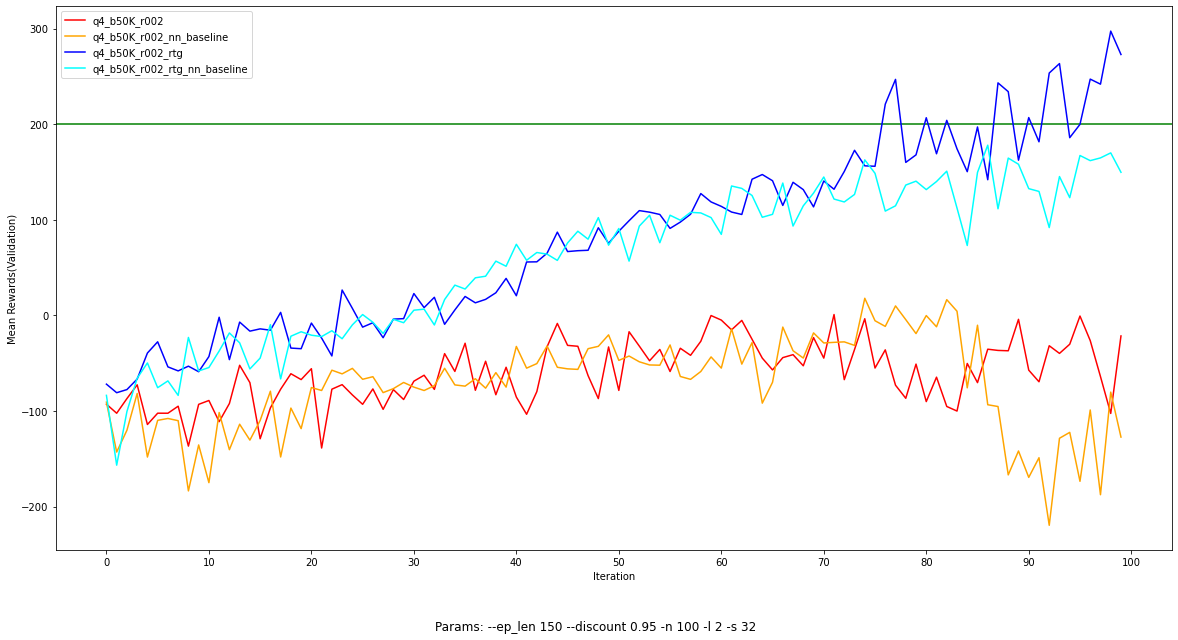 q4_b50K_r002
q4_b50K_r002_nn_baseline
q4_b50K_r002_rtg
q4_b50K_r002_rtg_nn_baseline
300
200
100
0
−100
−200
Mean Rewards(Validation)
0 10 20 30 40 50 60 70 80 90 100
Iteration
Params: --ep_len 150 --discount 0.95 -n 100 -l 2 -s 32